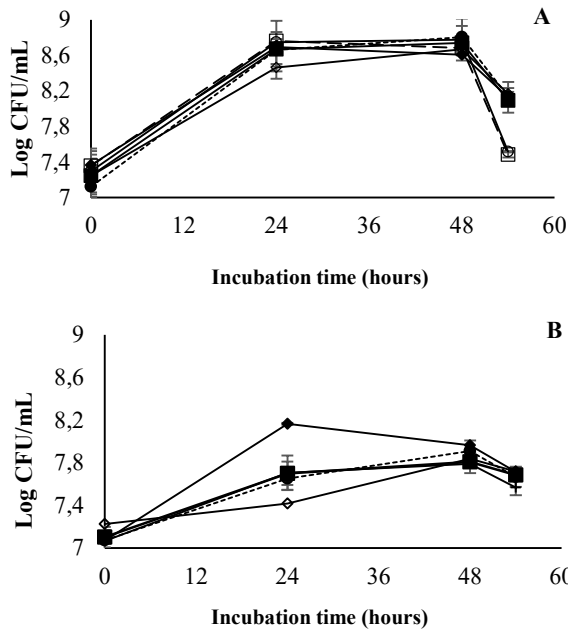 A
9
8,6
8,2
7,8
7,4
7
Log CFU/mL
0 12 24 36 48 60
Incubation time (hours)
B
9
8,6
8,2
7,8
7,4
7
Log CFU/mL
0 12 24 36 48 60
Incubation time (hours)